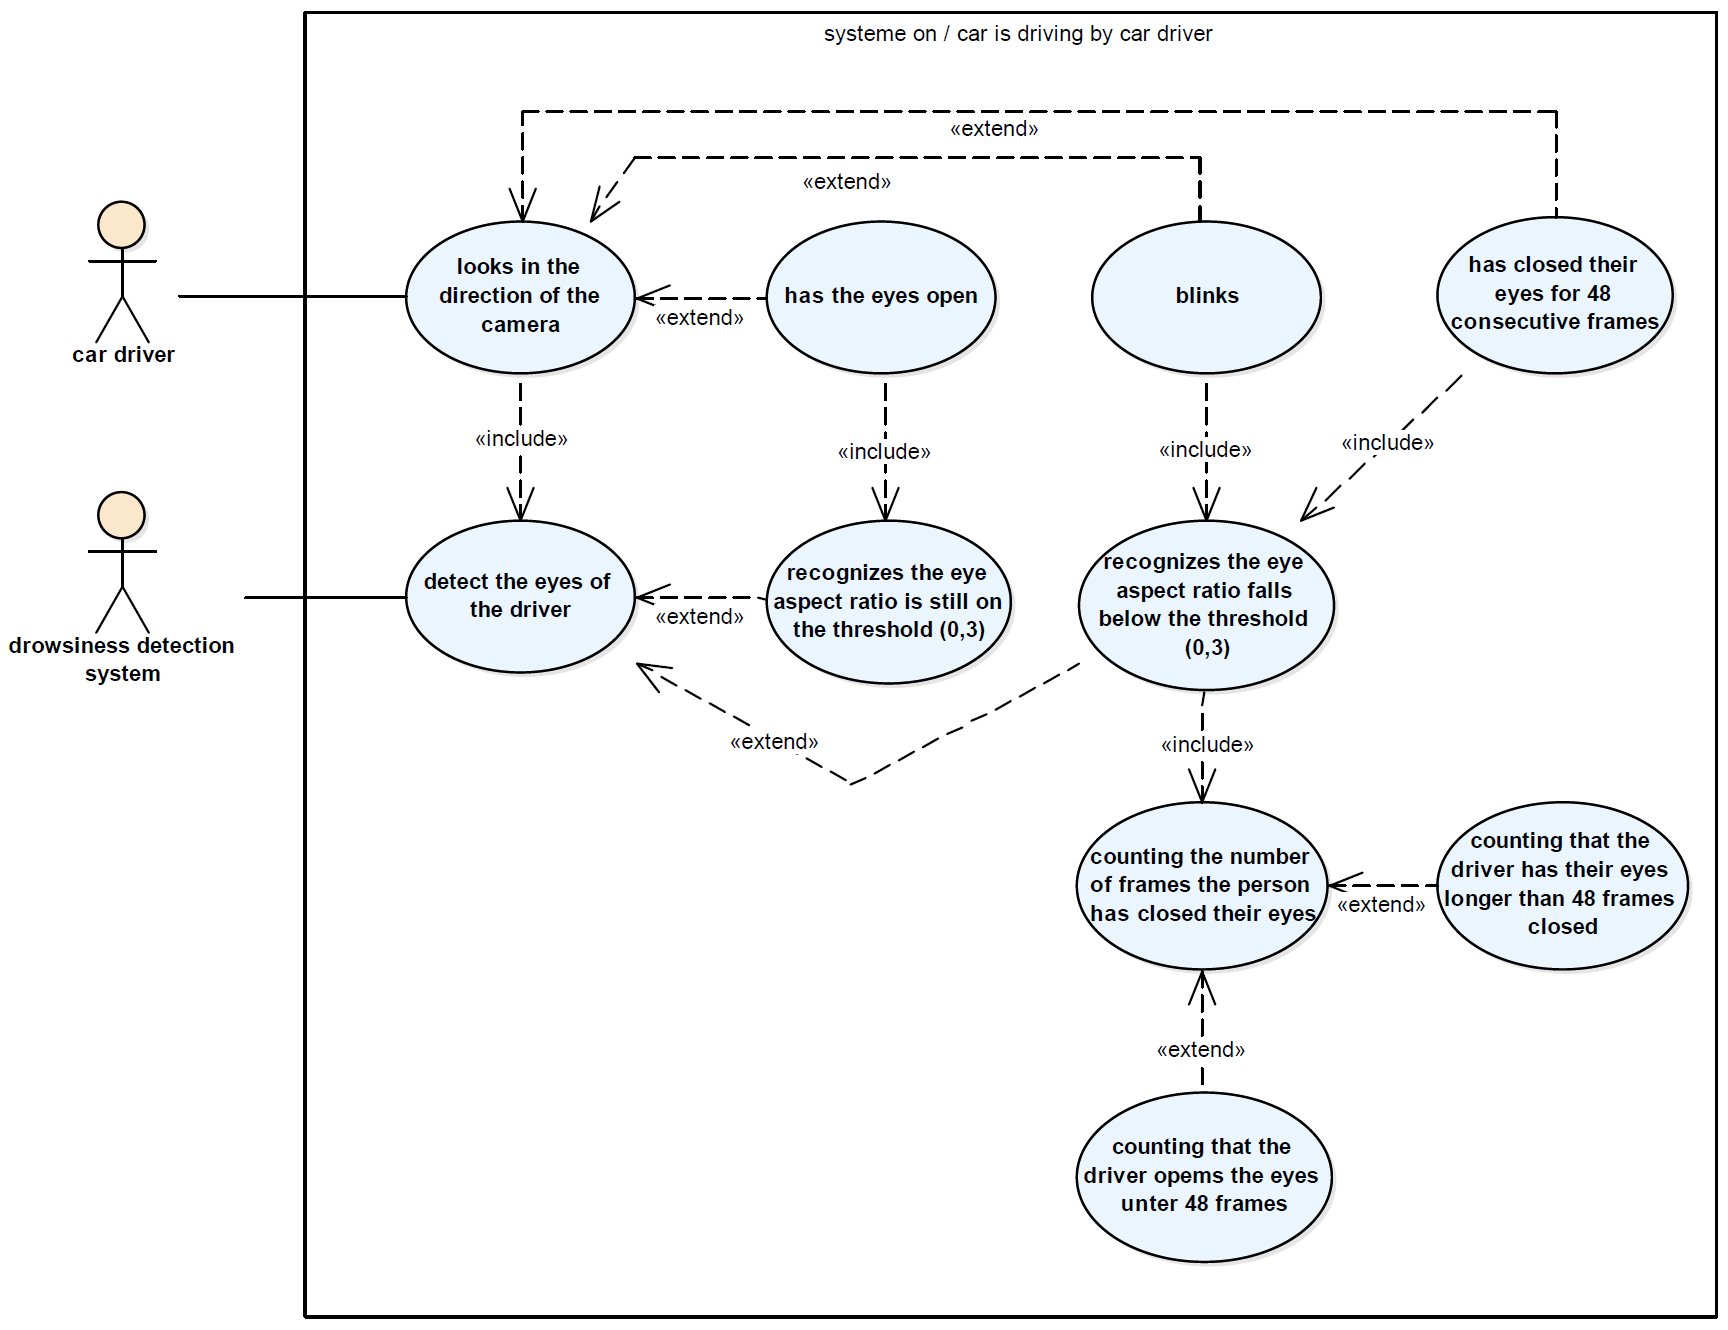 systeme on / car is driving by car driver
«extend»
«extend»
looks in the
direction of the
camera
«extend»
has the eyes open
blinks
has closed their
eyes for 48
consecutive frames
car driver
«include»
«include»
«include»
«include»
detect the eyes of
the driver
«extend»
recognizes the eye
aspect ratio is still on
the threshold (0,3)
recognizes the eye
aspect ratio falls
below the threshold
(0,3)
drowsiness detection
system
«extend»
«include»
counting the number
of frames the person
has closed their eyes
«extend»
counting that the
driver has their eyes
longer than 48 frames
closed
«extend»
counting that the
driver opems the eyes
unter 48 frames